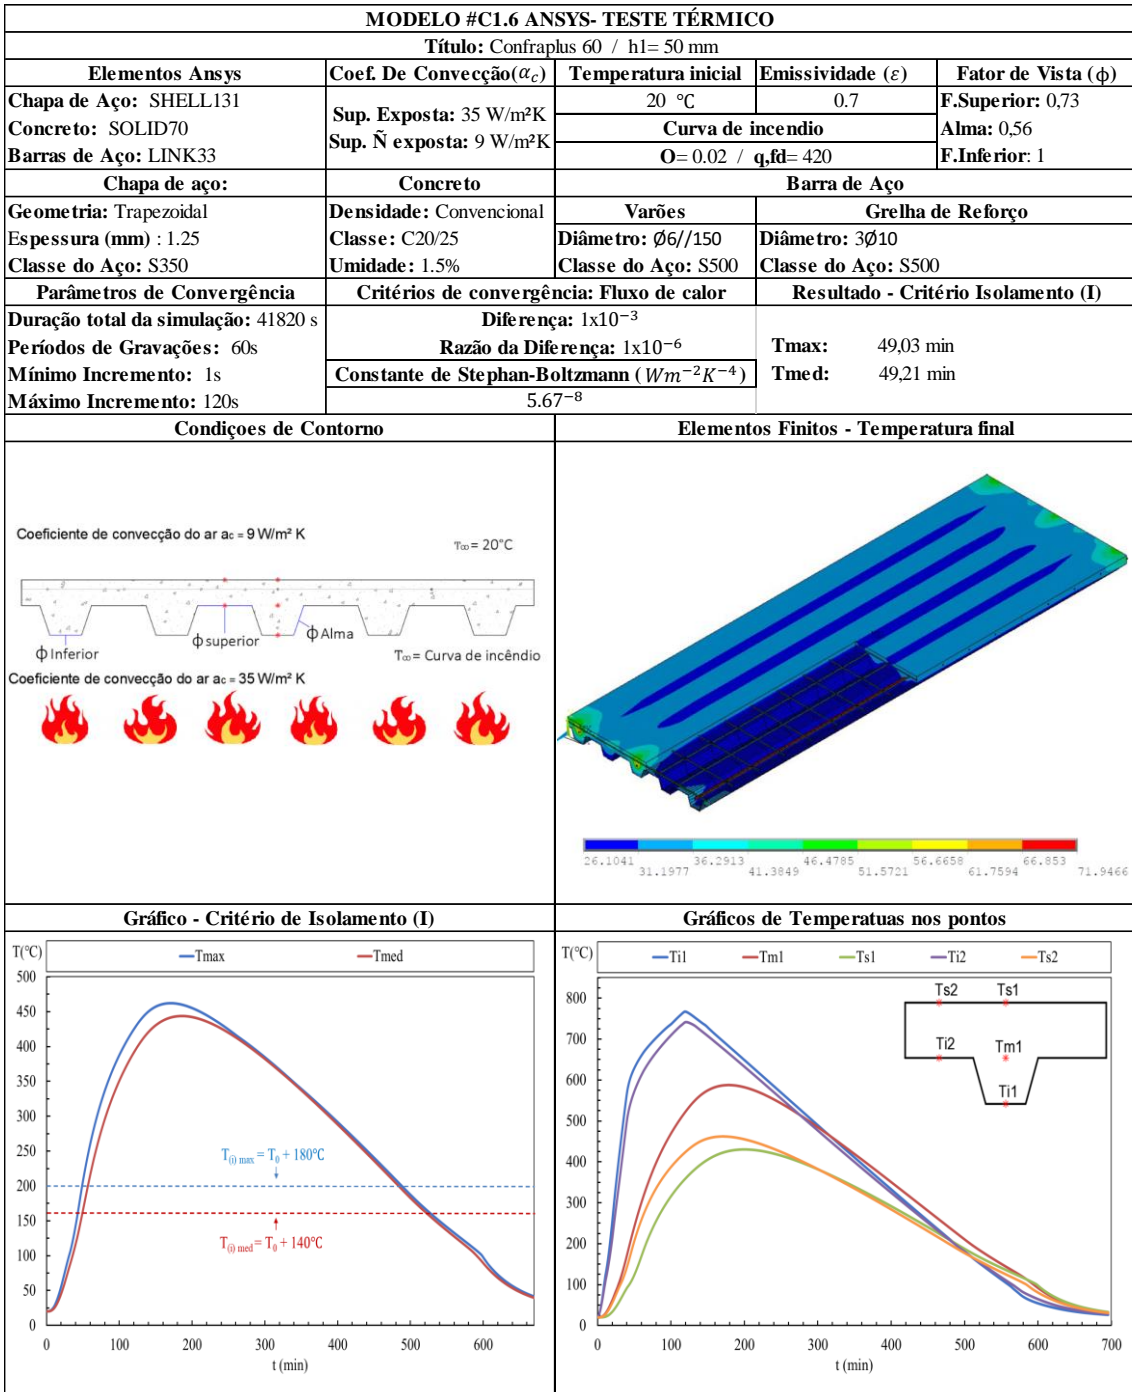 MODELO #C1.6 ANSYS- TESTE TÉRMICO
Título: Confraplus 60 / h1= 50 mm
Elementos Ansys
Chapa de Aço: SHELL131
Concreto: SOLID70
Barras de Aço: LINK33
Coef. De Convecção(α_c)
Sup. Exposta: 35 W/m²K
Sup. Ñ exposta: 9 W/m²K
Temperatura inicial
20 °C
Emissividade (ε)
0.7
Curva de incendio
O= 0.02 / q,fd= 420
Fator de Vista (ϕ)
F.Superior: 0,73
Alma: 0,56
F.Inferior: 1
Chapa de aço:
Geometria: Trapezoidal
Espessura (mm) : 1.25
Classe do Aço: S350
Concreto
Densidade: Convencional
Classe: C20/25
Umidade: 1.5%
Barra de Aço
Varões
Diâmetro: Ø6//150
Classe do Aço: S500
Grelha de Reforço
Diâmetro: 3Ø10
Classe do Aço: S500
Parâmetros de Convergência
Duração total da simulação: 41820 s
Períodos de Gravações: 60s
Mínimo Incremento: 1s
Máximo Incremento: 120s
Critérios de convergência: Fluxo de calor
Diferença: 1x10⁻³
Razão da Diferença: 1x10⁻⁶
Constante de Stephan-Boltzmann (Wm⁻²K⁻⁴)
5.67⁻⁸
Resultado - Critério Isolamento (I)
Tmax: 49,03 min
Tmed: 49,21 min
Condiçoes de Contorno
Coeficiente de convecção do ar ac = 9 W/m² K
T∞ = 20°C
ϕ Inferior
ϕ superior
ϕ Alma
T∞ = Curva de incêndio
Coeficiente de convecção do ar ac = 35 W/m² K
Elementos Finitos - Temperatura final
26.1041 36.2913 46.4785 56.6658 66.853
31.1977 41.3849 51.5721 61.7594 71.9466
Gráfico - Critério de Isolamento (I)
T(°C)
Tmax Tmed
500
450
400
350
300
250
200
150
100
50
0
T(i) max = T0 + 180°C
T(i) med = T0 + 140°C
0 100 200 300 400 500 600
t (min)
Gráficos de Temperatuas nos pontos
T(°C)
Ti1 Tm1 Ts1 Ti2 Ts2
800
700
600
500
400
300
200
100
0
Ts2 Ts1
Ti2 Tm1
Ti1
0 100 200 300 400 500 600 700
t (min)